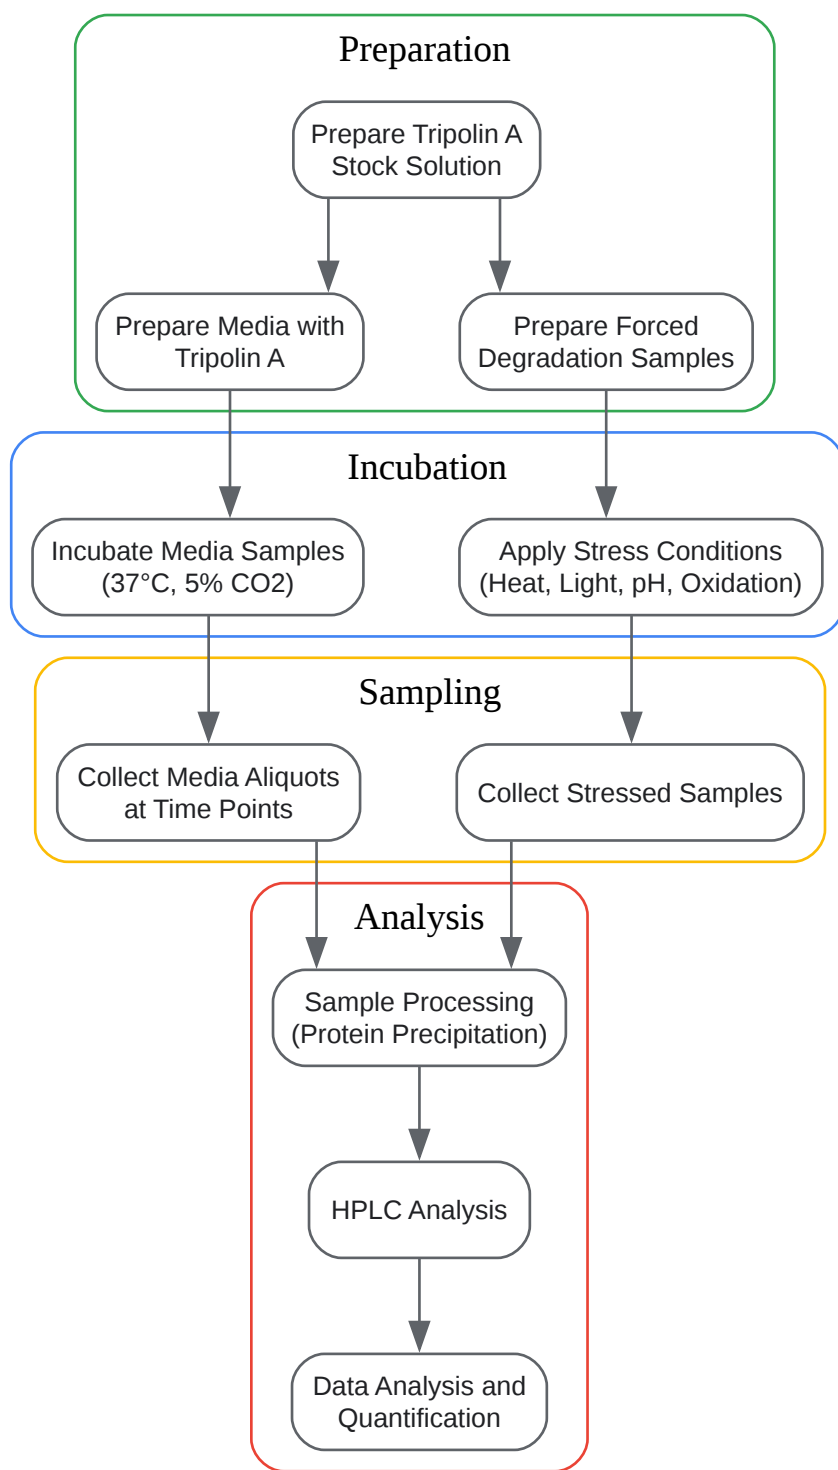 Preparation
Prepare Tripolin A
Stock Solution
Prepare Media with
Tripolin A
Prepare Forced
Degradation Samples
Incubation
Incubate Media Samples
(37°C, 5% CO2)
Apply Stress Conditions
(Heat, Light, pH, Oxidation)
Sampling
Collect Media Aliquots
at Time Points
Collect Stressed Samples
Analysis
Sample Processing
(Protein Precipitation)
HPLC Analysis
Data Analysis and
Quantification